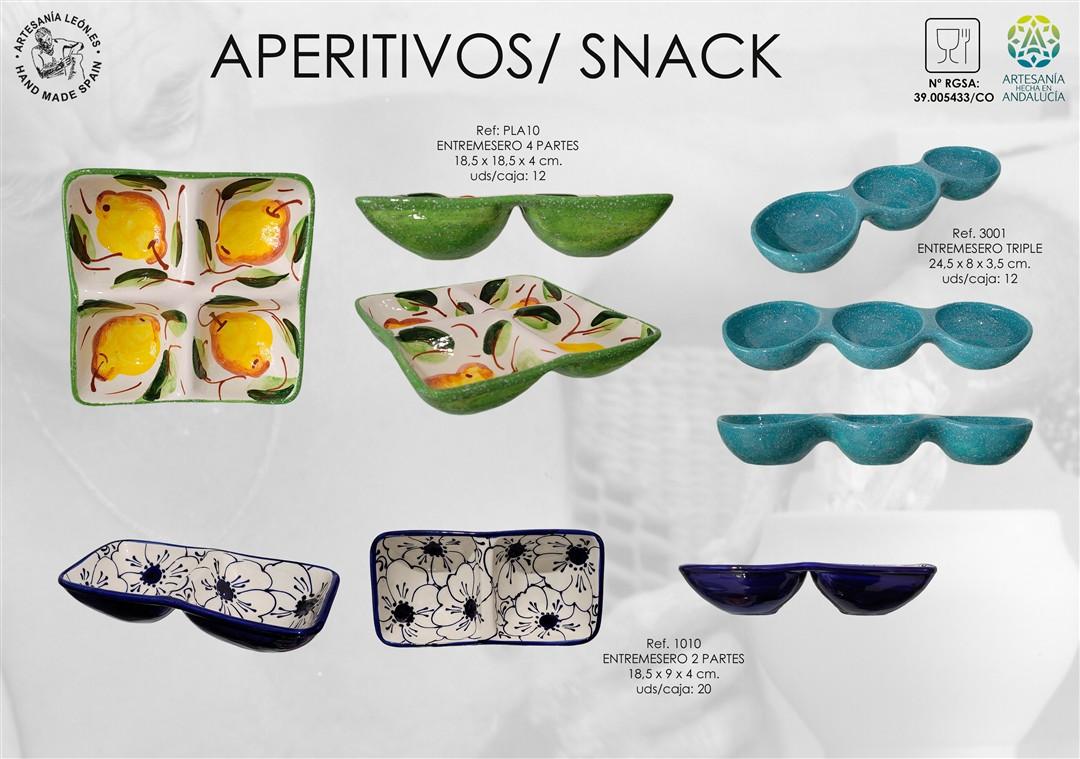 ARTESANÍA LEÓN.ES
HAND MADE SPAIN
APERITIVOS/ SNACK
Nº RGSA:
39.005433/CO
ARTESANÍA
HECHA EN
ANDALUCÍA
Ref: PLA10
ENTREMESERO 4 PARTES
18,5 x 18,5 x 4 cm.
uds/caja: 12
Ref. 3001
ENTREMESERO TRIPLE
24,5 x 8 x 3,5 cm.
uds/caja: 12
Ref. 1010
ENTREMESERO 2 PARTES
18,5 x 9 x 4 cm.
uds/caja: 20